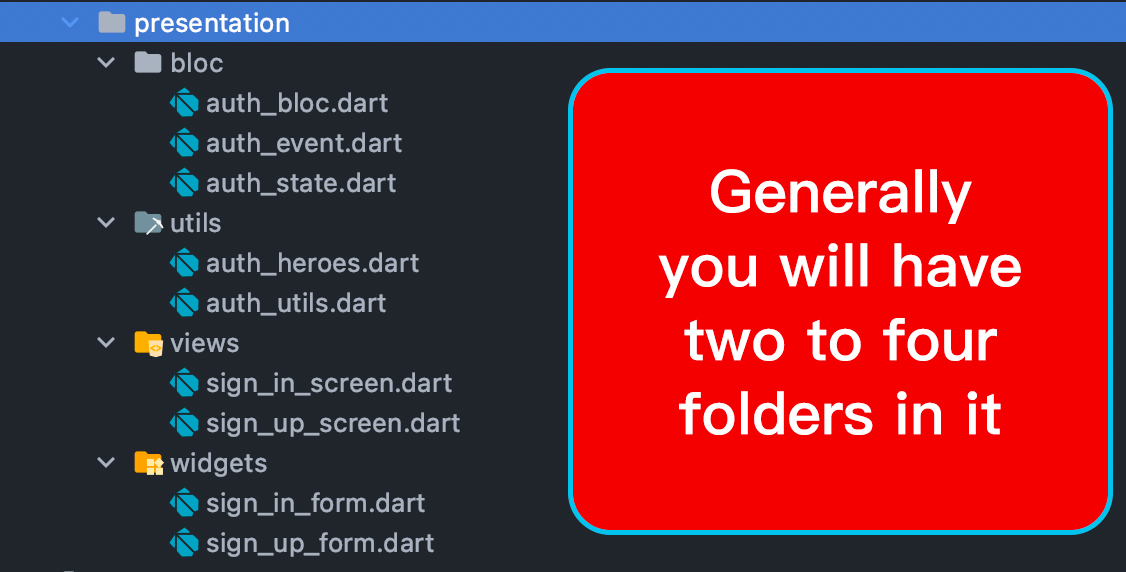 presentation
bloc
auth_bloc.dart
auth_event.dart
auth_state.dart
utils
auth_heroes.dart
auth_utils.dart
views
sign_in_screen.dart
sign_up_screen.dart
widgets
sign_in_form.dart
sign_up_form.dart
Generally
you will have
two to four
folders in it